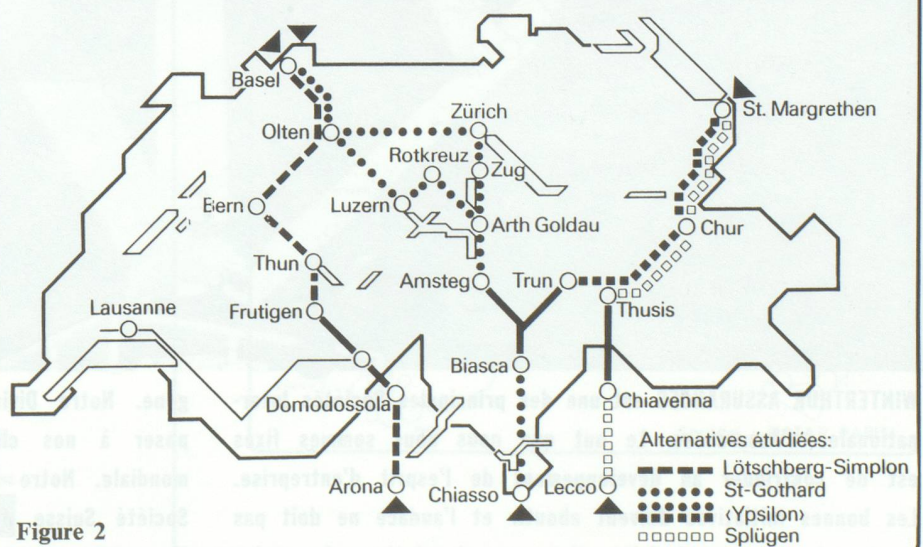 Basel
St. Margrethen
Olten
Zürich
Rotkreuz
Zug
Bern
Luzern
Arth Goldau
Chur
Thun
Amsteg
Trun
Lausanne
Frutigen
Thusis
Biasca
Domodossola
Chiavenna
Alternatives étudiées:
Lötschberg-Simplon
St-Gothard
‹Ypsilon›
Splügen
Arona
Chiasso
Lecco
Figure 2